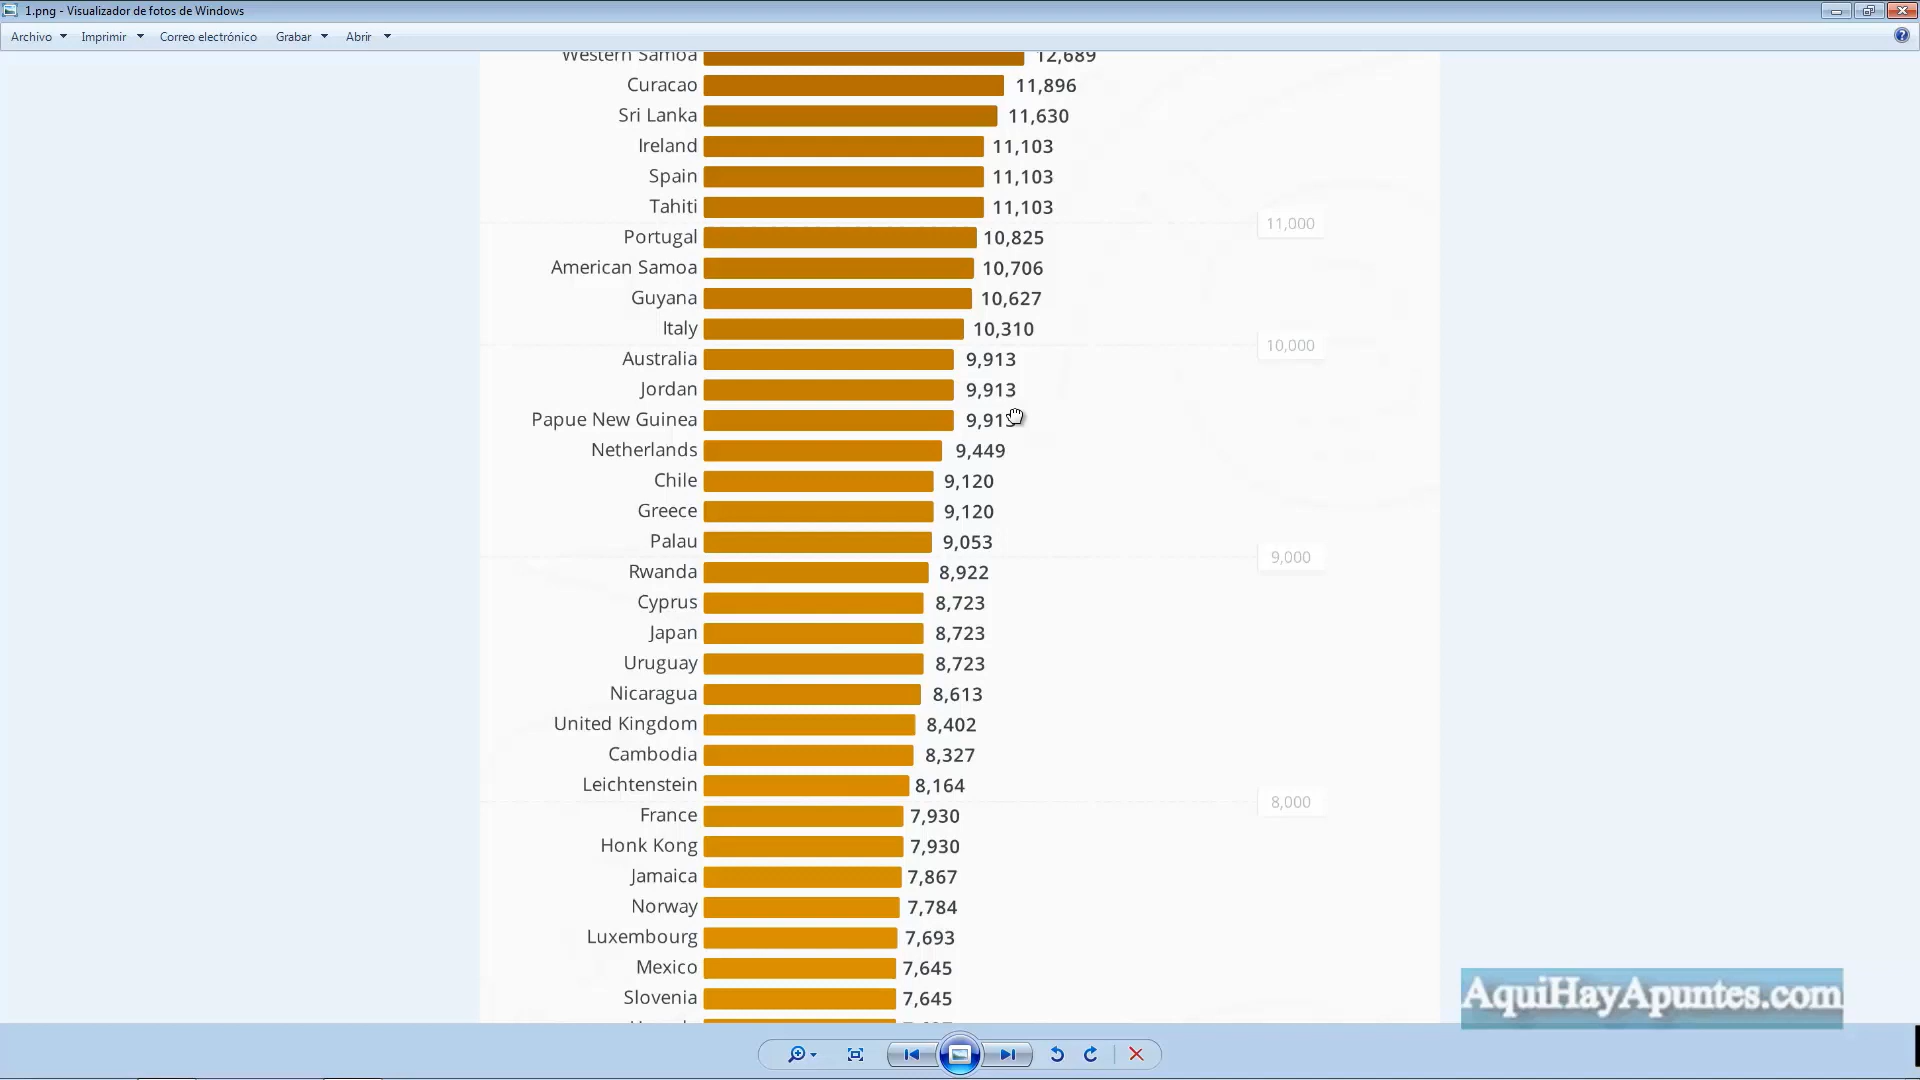 1.png - Visualizador de fotos de Windows
Archivo Imprimir Correo electrónico Grabar Abrir
Western Samoa 12,689
Curacao 11,896
Sri Lanka 11,630
Ireland 11,103
Spain 11,103
Tahiti 11,103
11,000
Portugal 10,825
American Samoa 10,706
Guyana 10,627
Italy 10,310
10,000
Australia 9,913
Jordan 9,913
Papue New Guinea 9,913
Netherlands 9,449
Chile 9,120
Greece 9,120
Palau 9,053
9,000
Rwanda 8,922
Cyprus 8,723
Japan 8,723
Uruguay 8,723
Nicaragua 8,613
United Kingdom 8,402
Cambodia 8,327
Leichtenstein 8,164
8,000
France 7,930
Honk Kong 7,930
Jamaica 7,867
Norway 7,784
Luxembourg 7,693
Mexico 7,645
Slovenia 7,645
AquiHayApuntes.com